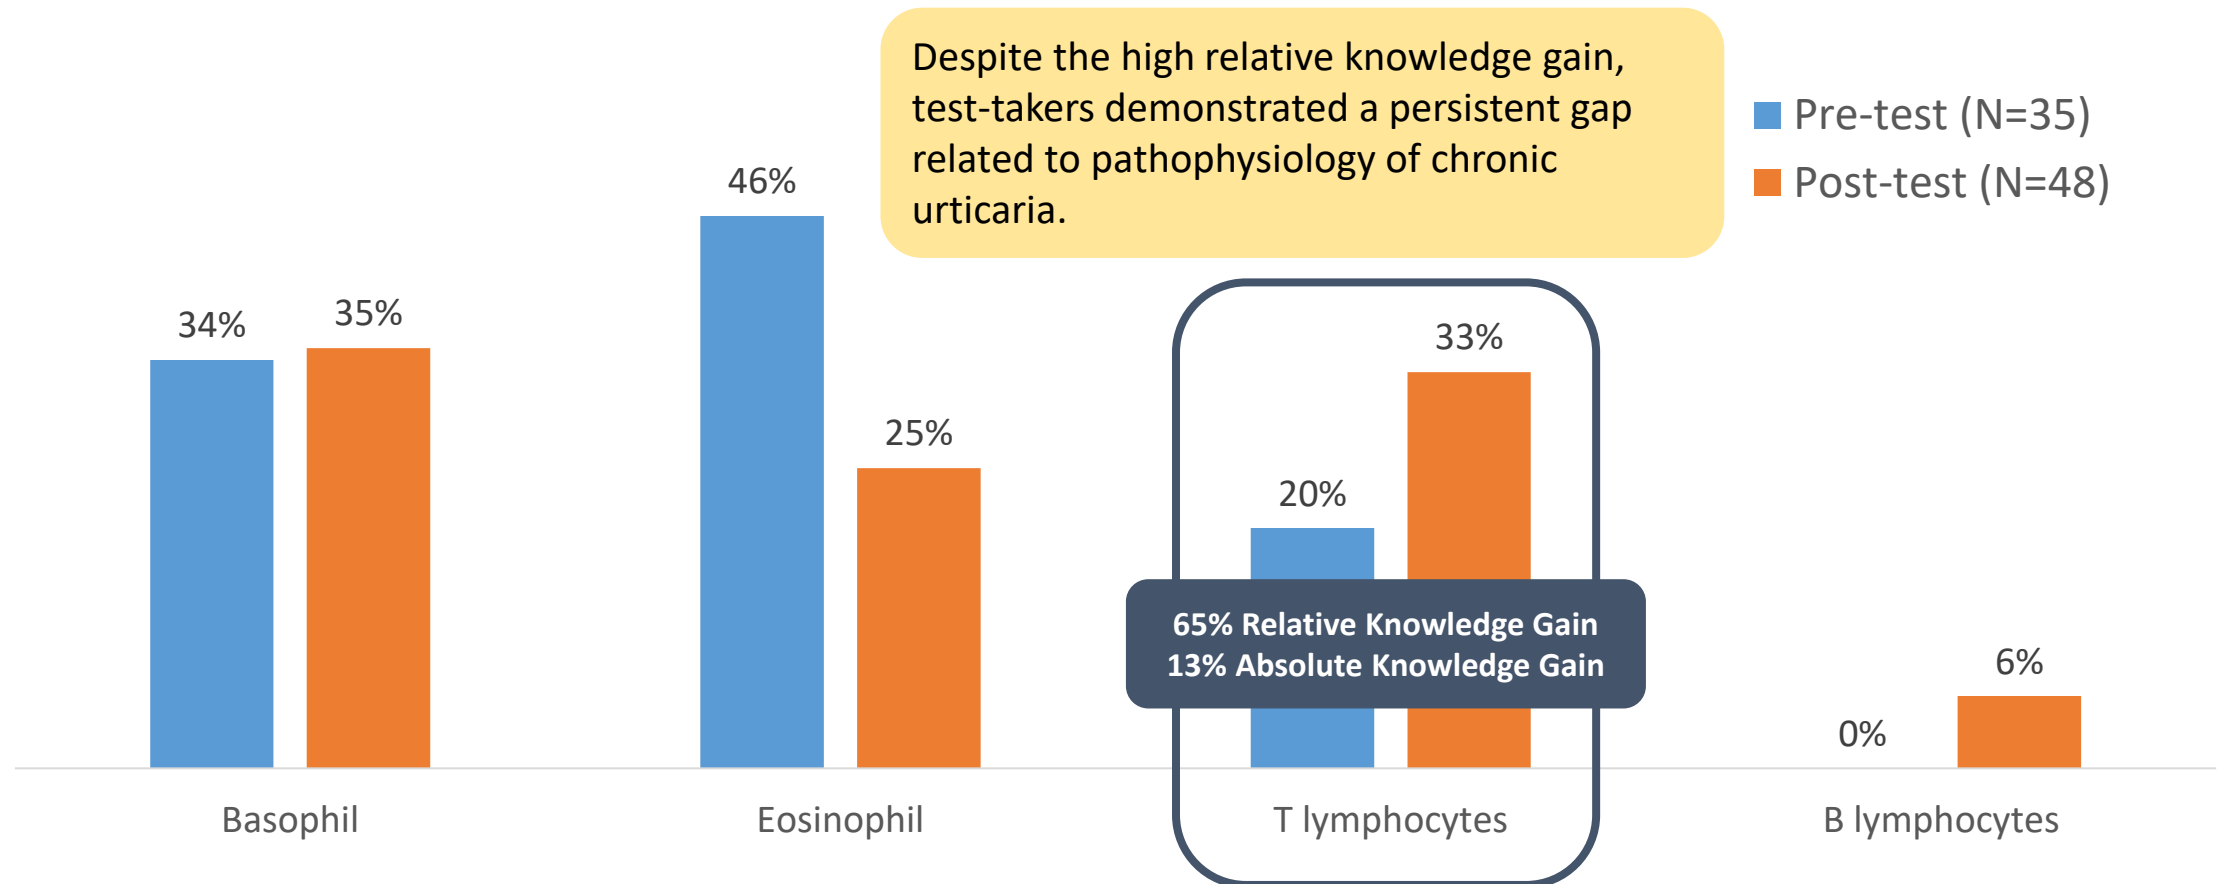 Despite the high relative knowledge gain,
test-takers demonstrated a persistent gap
related to pathophysiology of chronic
urticaria.
Pre-test (N=35)
Post-test (N=48)
34%
35%
46%
25%
20%
33%
0%
6%
65% Relative Knowledge Gain
13% Absolute Knowledge Gain
Basophil
Eosinophil
T lymphocytes
B lymphocytes